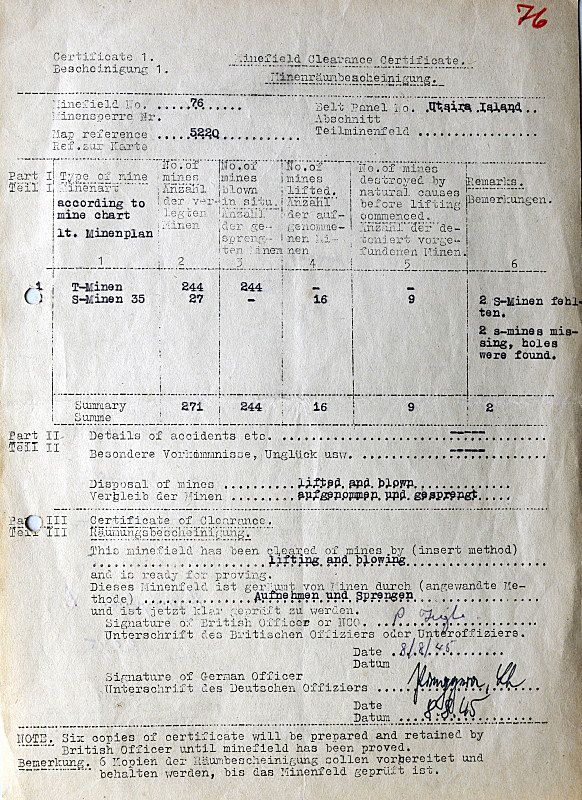 76
Certificate 1. Minefield Clearance Certificate.
Bescheinigung 1. Minenräumbescheinigung.
Minefield No. .....76...... Belt Panel No. Utsira Island
Minensperre Nr. Abschnitt
Map reference .....5220........... Teilminenfeld ..............
Ref.zur Karte
Part I Type of mine No.of mines No.of mines blown in situ. No.of mines lifted. No.of mines destroyed by natural causes before lifting commenced. Remarks.
Teil I Minenart Anzahl der verlegten Minen Anzahl der gesprengten Minen Anzahl der aufgenommenen Minen Anzahl der detoniert vorgefundenen Minen. Bemerkungen.
according to
mine chart
lt. Minenplan
1 2 3 4 5 6
1 T-Minen 244 244 - -
S-Minen 35 27 - 16 9 2 S-Minen fehl-
ten.
2 s-mines mis-
sing, holes
were found.
Summary 271 244 16 9 2
Summe
Part II Details of accidents etc. .......................-----..........
Teil II Besondere Vorkommnisse, Unglück usw. ............-----..........
Disposal of mines ........lifted and blown..............
Verbleib der Minen ........aufgenommen und gesprengt.....
Part III Certificate of Clearance.
Teil III Räumungsbescheinigung.
This minefield has been cleared of mines by (insert method)
........................lifting and blowing...............
and is ready for proving.
Dieses Minenfeld ist geräumt von Minen durch (angewandte Me-
thode) ..............Aufnehmen und Sprengen...............
und ist jetzt klar geprüft zu werden.
Signature of British Officer or NCO. ....................
Unterschrift des Britischen Offiziers oder Unteroffiziers.
Date 8/8/45
Datum
Signature of German Officer
Unterschrift des Deutschen Offiziers ....................
Date
Datum 8.8.45
NOTE. Six copies of certificate will be prepared and retained by
British Officer until minefield has been proved.
Bemerkung. 6 Kopien der Räumbescheinigung sollen vorbereitet und
behalten werden, bis das Minenfeld geprüft ist.